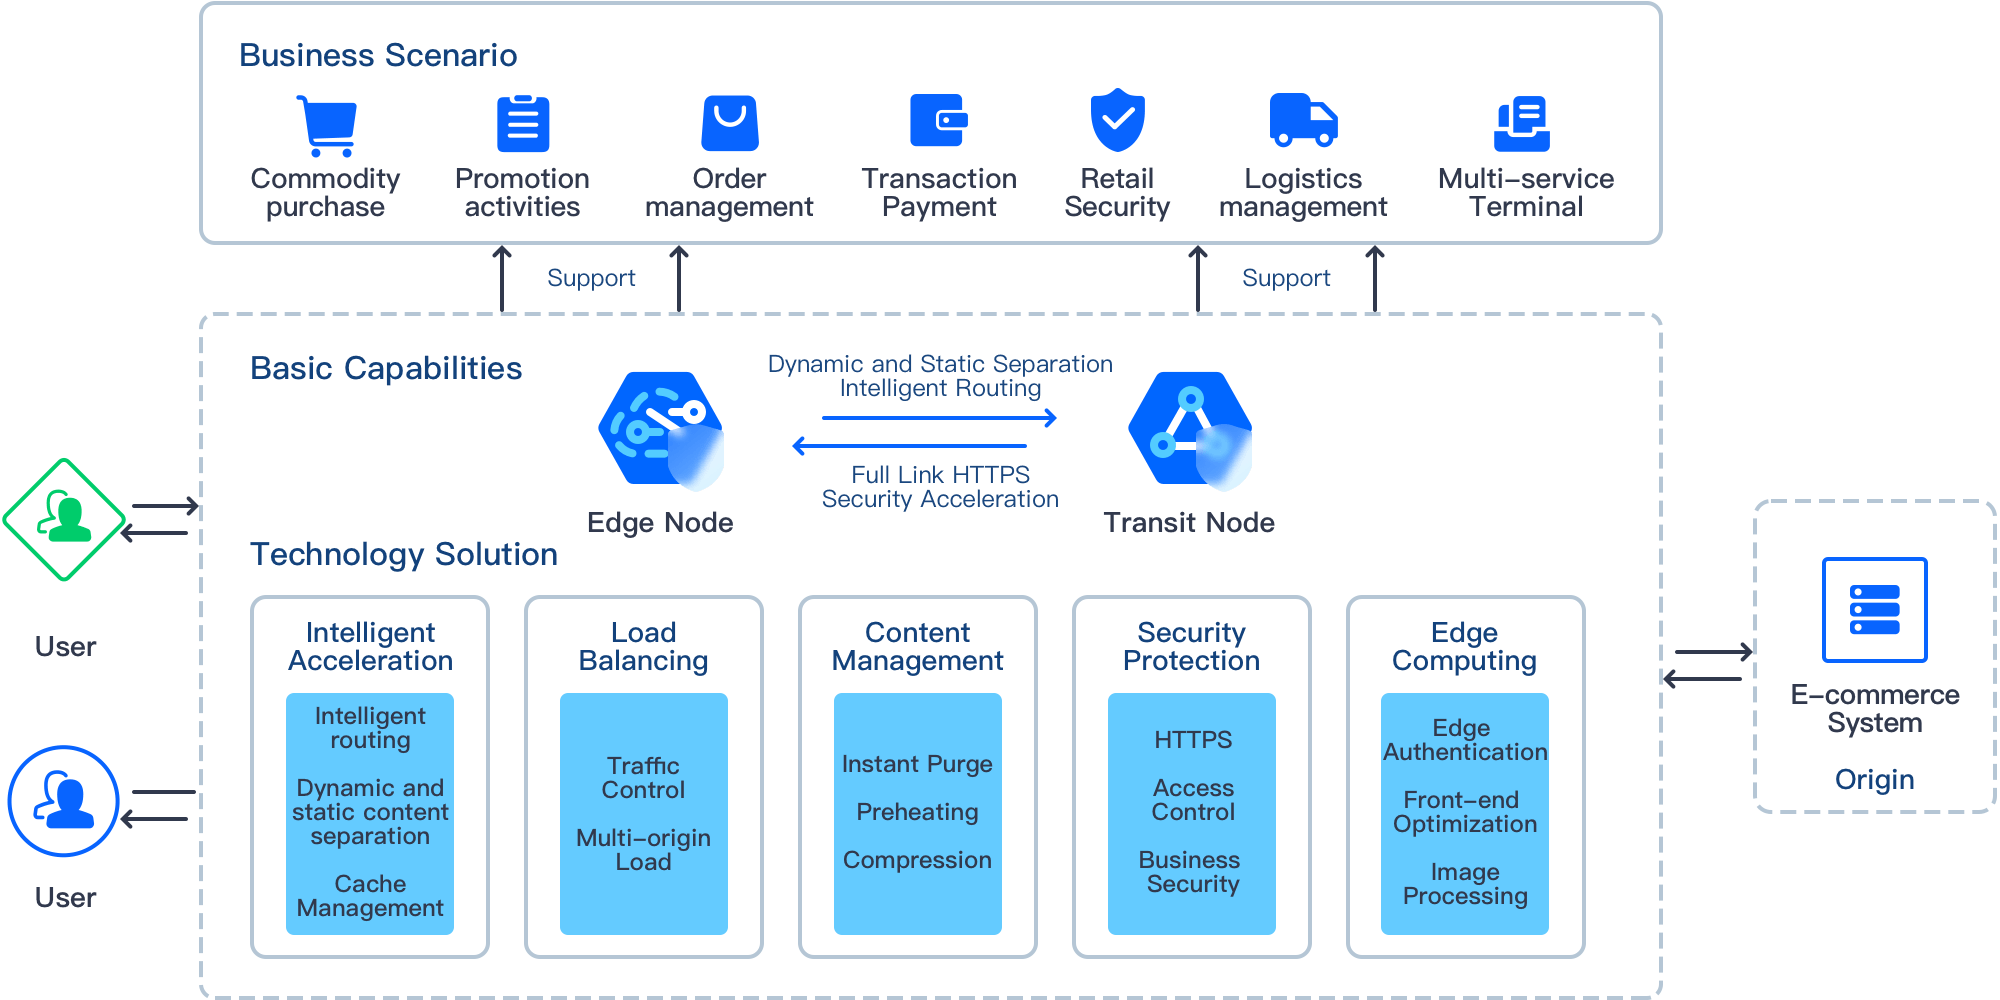 Business Scenario
Commodity
purchase
Promotion
activities
Order
management
Transaction
Payment
Retail
Security
Logistics
management
Multi-service
Terminal
Support
Support
Basic Capabilities
Dynamic and Static Separation
Intelligent Routing
Full Link HTTPS
Security Acceleration
Edge Node
Transit Node
Technology Solution
Intelligent
Acceleration
Intelligent
routing
Dynamic and
static content
separation
Cache
Management
Load
Balancing
Traffic
Control
Multi-origin
Load
Content
Management
Instant Purge
Preheating
Compression
Security
Protection
HTTPS
Access
Control
Business
Security
Edge
Computing
Edge
Authentication
Front-end
Optimization
Image
Processing
User
User
E-commerce
System
Origin